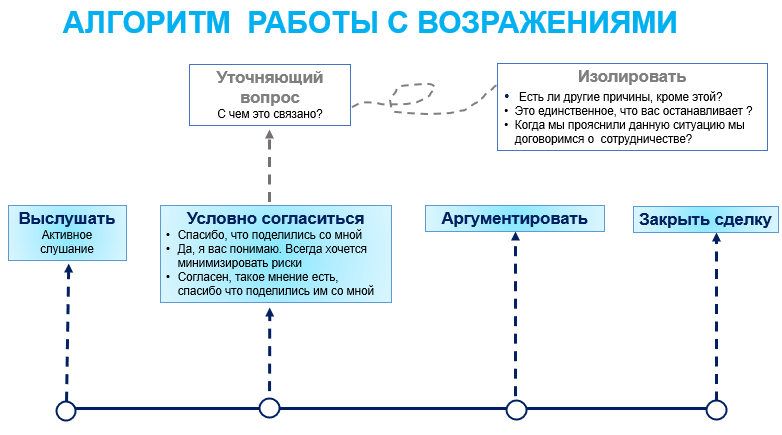 АЛГОРИТМ РАБОТЫ С ВОЗРАЖЕНИЯМИ
Уточняющий
вопрос
С чем это связано?
Изолировать
• Есть ли другие причины, кроме этой?
• Это единственное, что вас останавливает ?
• Когда мы прояснили данную ситуацию мы
договоримся о сотрудничестве?
Выслушать
Активное
слушание
Условно согласиться
• Спасибо, что поделились со мной
• Да, я вас понимаю. Всегда хочется
минимизировать риски
• Согласен, такое мнение есть,
спасибо что поделились им со мной
Аргументировать
Закрыть сделку